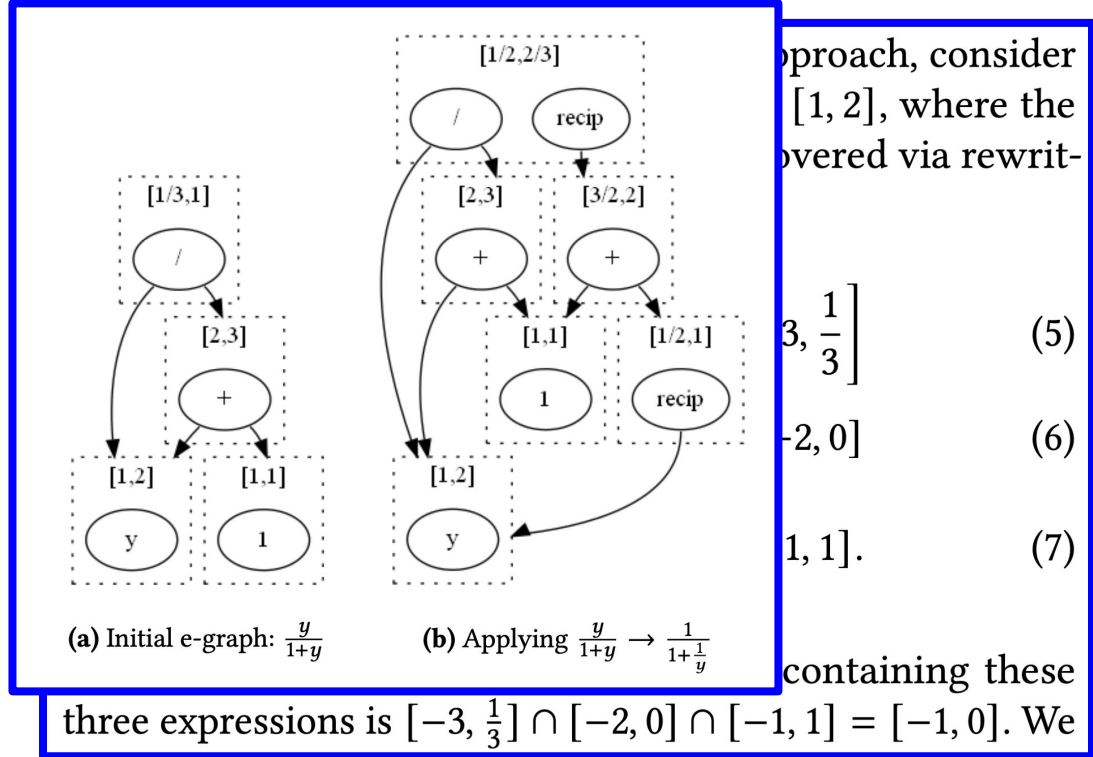 [1/2,2/3]
/ recip
[1/3,1] [2,3] [3/2,2]
/ + +
[2,3] [1,1] [1/2,1]
+ 1 recip
[1,2] [1,1] [1,2]
y 1 y
(a) Initial e-graph: y/(1+y) (b) Applying y/(1+y) → 1/(1+1/y)
approach, consider
[1, 2], where the
via rewrit-
3, 1/3] (5)
-2, 0] (6)
1, 1]. (7)
containing these
three expressions is [−3, 1/3] ∩ [−2, 0] ∩ [−1, 1] = [−1, 0]. We